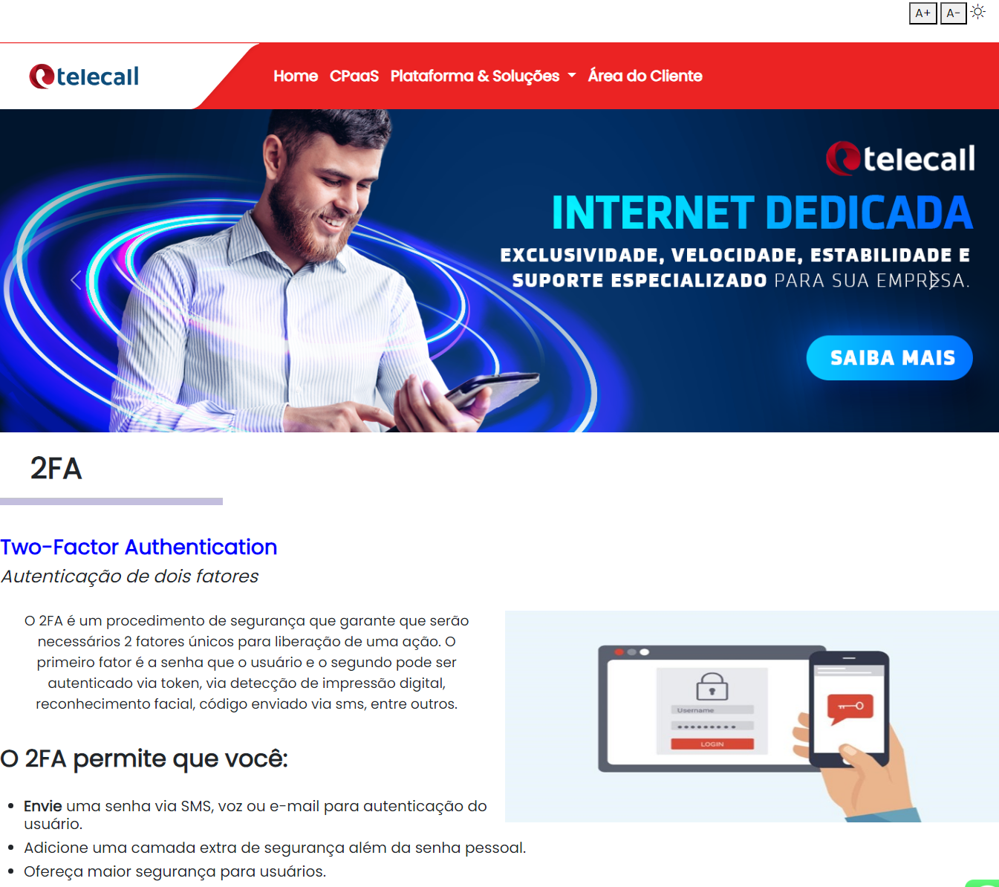 A+ A-
telecall
Home CPaaS Plataforma & Soluções Área do Cliente
telecall
INTERNET DEDICADA
EXCLUSIVIDADE, VELOCIDADE, ESTABILIDADE E
SUPORTE ESPECIALIZADO PARA SUA EMPRESA.
SAIBA MAIS
2FA
Two-Factor Authentication
Autenticação de dois fatores
O 2FA é um procedimento de segurança que garante que serão
necessários 2 fatores únicos para liberação de uma ação. O
primeiro fator é a senha que o usuário e o segundo pode ser
autenticado via token, via detecção de impressão digital,
reconhecimento facial, código enviado via sms, entre outros.
Username
LOGIN
O 2FA permite que você:
Envie uma senha via SMS, voz ou e-mail para autenticação do
usuário.
Adicione uma camada extra de segurança além da senha pessoal.
Ofereça maior segurança para usuários.